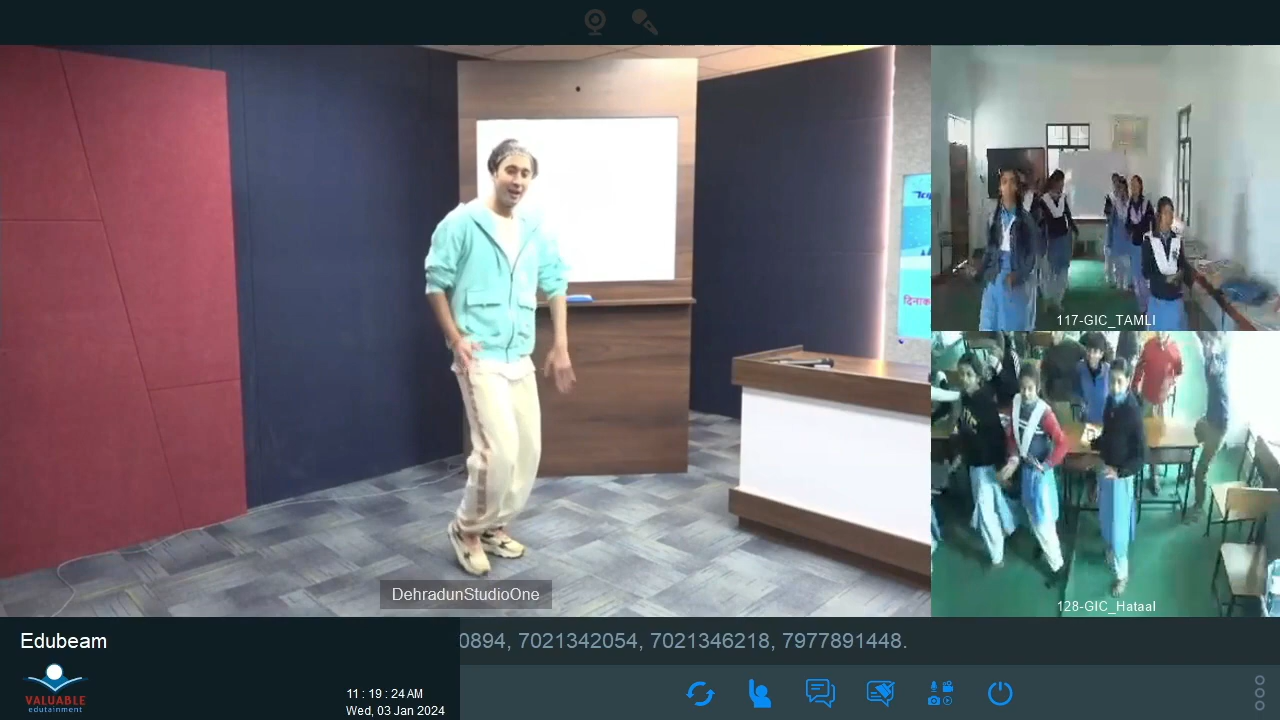 दिनांक
117-GIC_TAMLI
128-GIC_Hataal
DehradunStudioOne
Edubeam
0894, 7021342054, 7021346218, 7977891448.
VALUABLE
edutainment
11 : 19 : 24 AM
Wed, 03 Jan 2024